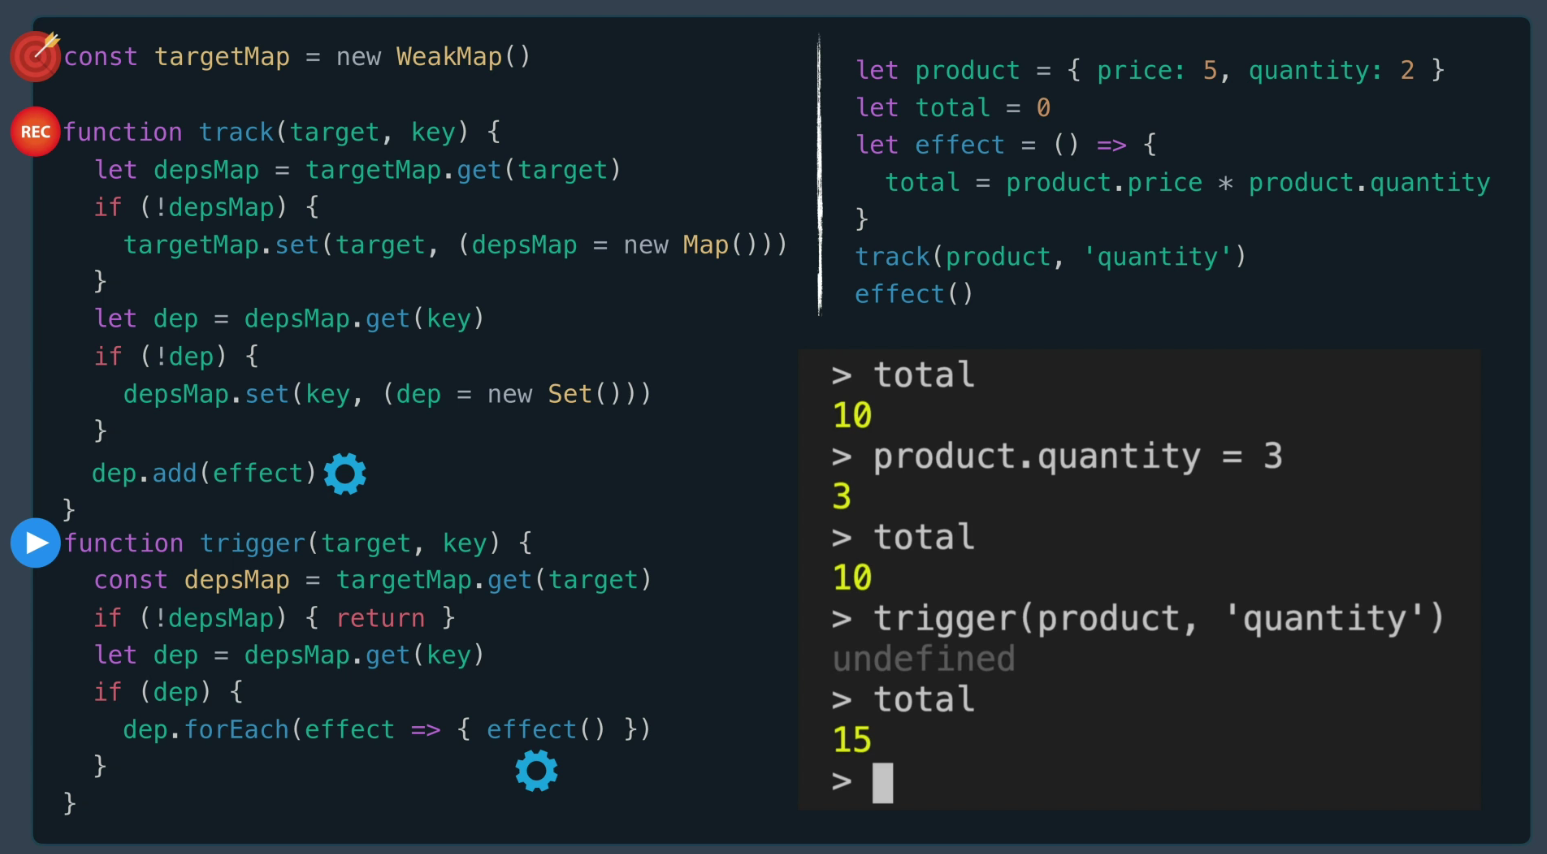 const targetMap = new WeakMap()
REC
function track(target, key) {
let depsMap = targetMap.get(target)
if (!depsMap) {
targetMap.set(target, (depsMap = new Map()))
}
let dep = depsMap.get(key)
if (!dep) {
depsMap.set(key, (dep = new Set()))
}
dep.add(effect)
}
function trigger(target, key) {
const depsMap = targetMap.get(target)
if (!depsMap) { return }
let dep = depsMap.get(key)
if (dep) {
dep.forEach(effect => { effect() })
}
}
let product = { price: 5, quantity: 2 }
let total = 0
let effect = () => {
total = product.price * product.quantity
}
track(product, 'quantity')
effect()
> total
10
> product.quantity = 3
3
> total
10
> trigger(product, 'quantity')
undefined
> total
15
>